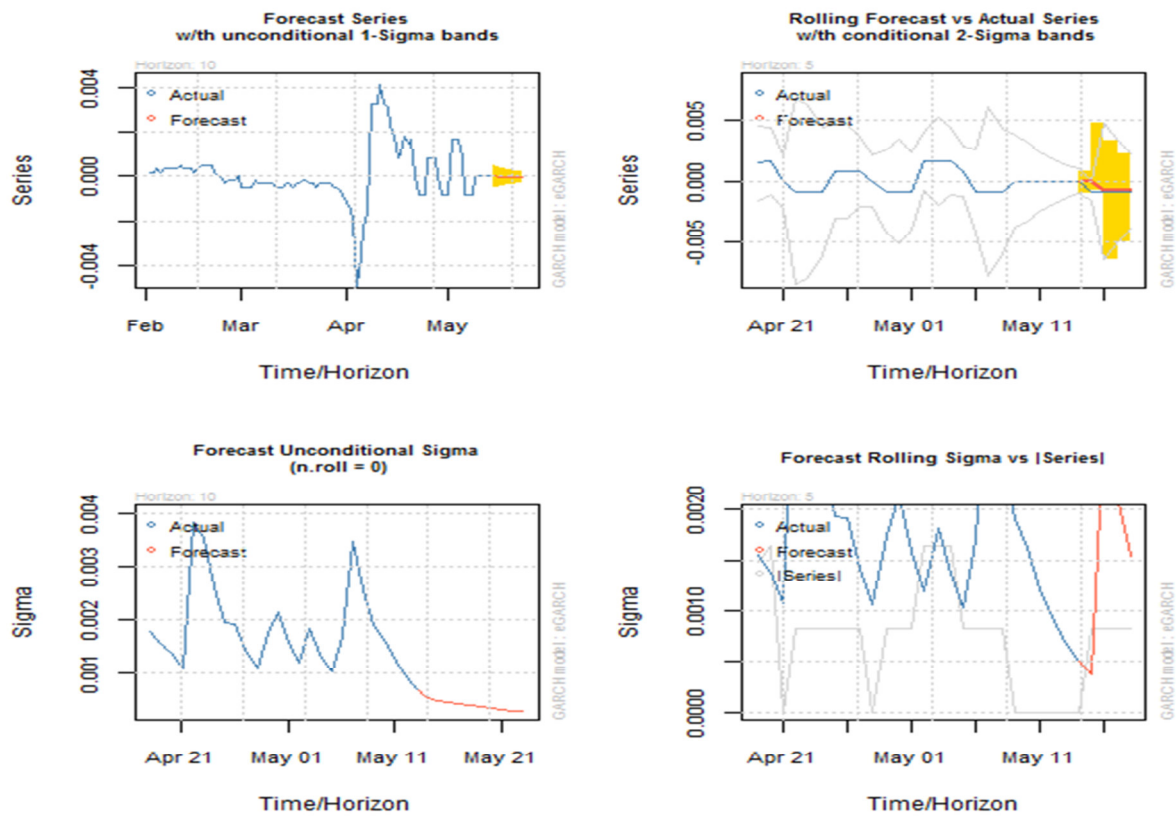 Forecast Series
w/th unconditional 1-Sigma bands
Horizon: 10
Actual
Forecast
Series
0.004
0.000
-0.004
Feb Mar Apr May
Time/Horizon
GARCH model: eGARCH
Rolling Forecast vs Actual Series
w/th conditional 2-Sigma bands
Horizon: 5
Actual
Forecast
Series
0.005
0.000
-0.005
Apr 21 May 01 May 11
Time/Horizon
GARCH model: eGARCH
Forecast Unconditional Sigma
(n.roll = 0)
Horizon: 10
Actual
Forecast
Sigma
0.004
0.003
0.002
0.001
Apr 21 May 01 May 11 May 21
Time/Horizon
GARCH model: eGARCH
Forecast Rolling Sigma vs |Series|
Horizon: 5
Actual
Forecast
|Series|
Sigma
0.0020
0.0010
0.0000
Apr 21 May 01 May 11
Time/Horizon
GARCH model: eGARCH